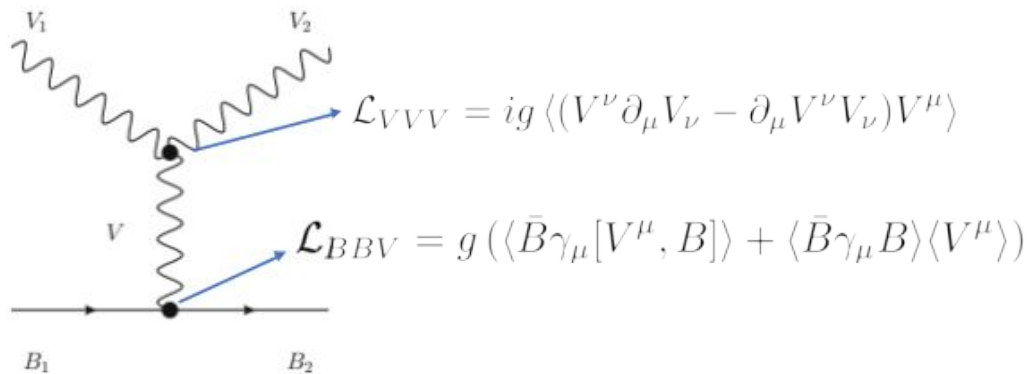 V₁ V₂
ℒ_{VVV} = ig ⟨(V^ν ∂_μ V_ν − ∂_μ V^ν V_ν) V^μ⟩
V
ℒ_{BBV} = g (⟨B̄γ_μ[V^μ, B]⟩ + ⟨B̄γ_μ B⟩⟨V^μ⟩)
B₁ B₂